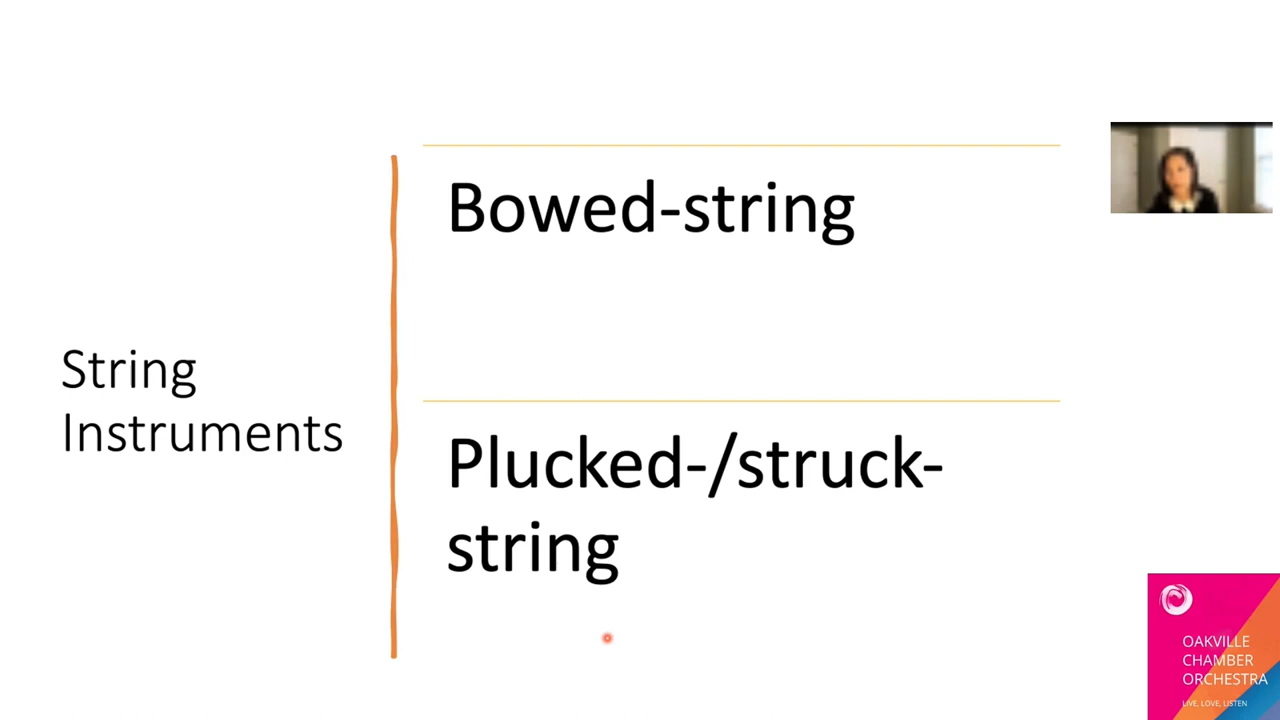 String
Instruments
Bowed-string
Plucked-/struck-
string
OAKVILLE
CHAMBER
ORCHESTRA
LIVE, LOVE, LISTEN